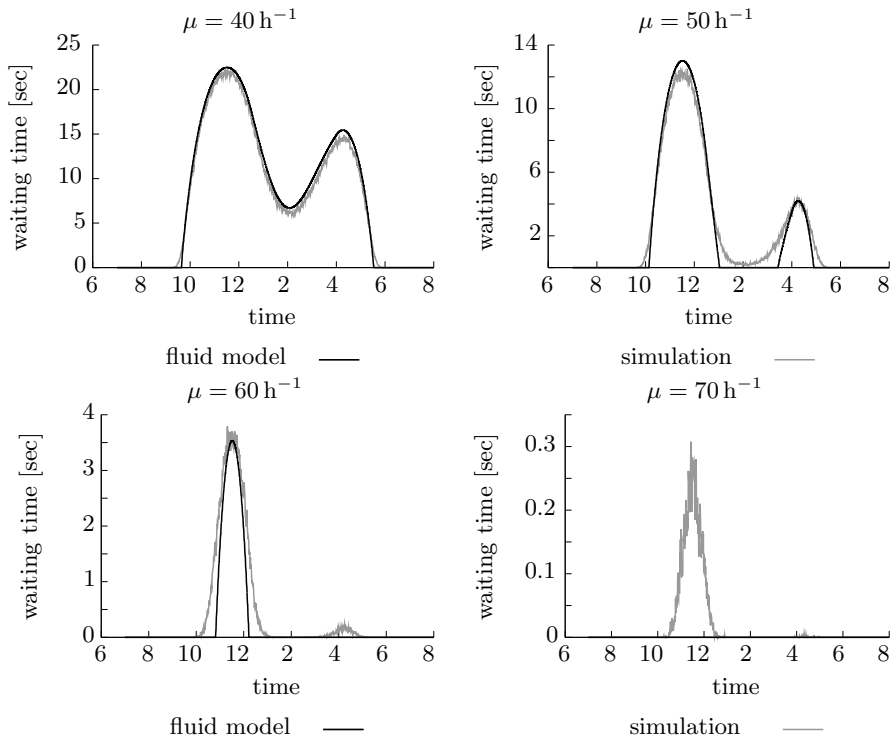 μ = 40 h⁻¹
waiting time [sec]
25
20
15
10
5
0
6 8 10 12 2 4 6 8
time
μ = 50 h⁻¹
waiting time [sec]
14
12
10
8
6
4
2
6 8 10 12 2 4 6 8
time
fluid model
simulation
μ = 60 h⁻¹
waiting time [sec]
4
3
2
1
0
6 8 10 12 2 4 6 8
time
μ = 70 h⁻¹
waiting time [sec]
0.3
0.2
0.1
0
6 8 10 12 2 4 6 8
time
fluid model
simulation